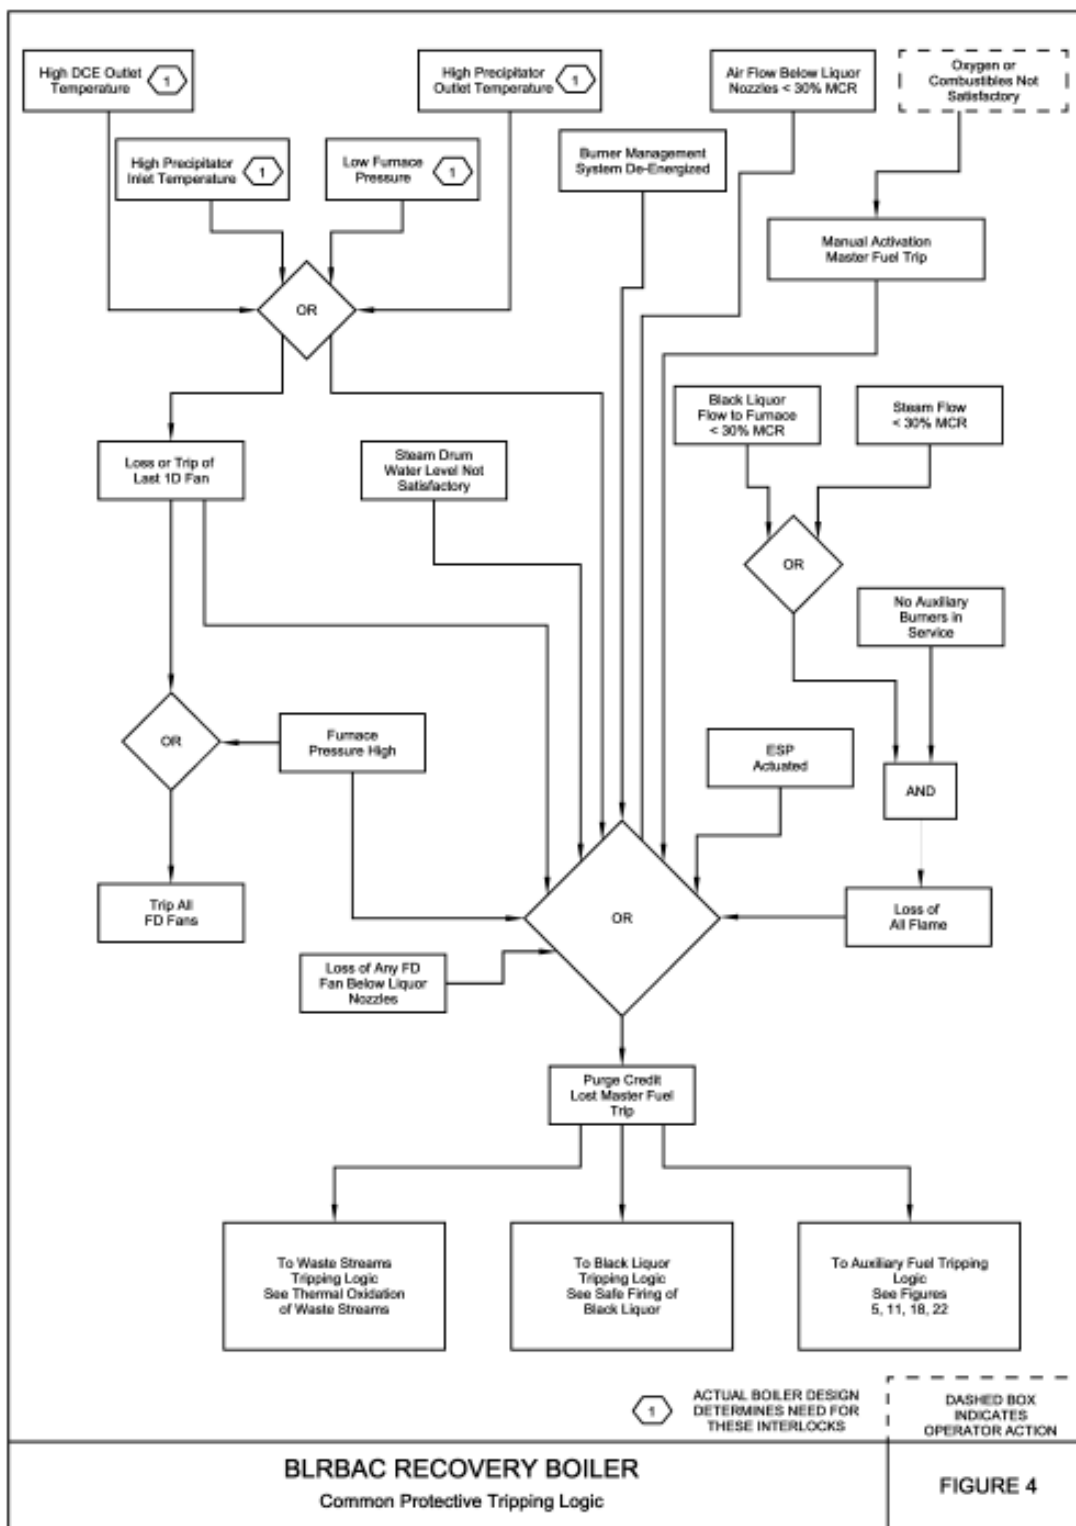 High DCE Outlet
Temperature
1
High Precipitator
Outlet Temperature
1
Air Flow Below Liquor
Nozzles < 30% MCR
Oxygen or
Combustibles Not
Satisfactory
High Precipitator
Inlet Temperature
1
Low Furnace
Pressure
1
Burner Management
System De-Energized
Manual Activation
Master Fuel Trip
OR
Black Liquor
Flow to Furnace
< 30% MCR
Steam Flow
< 30% MCR
Loss or Trip of
Last 1D Fan
Steam Drum
Water Level Not
Satisfactory
OR
No Auxiliary
Burners in
Service
OR
Furnace
Pressure High
ESP
Actuated
AND
Trip All
FD Fans
OR
Loss of
All Flame
Loss of Any FD
Fan Below Liquor
Nozzles
Purge Credit
Lost Master Fuel
Trip
To Waste Streams
Tripping Logic
See Thermal Oxidation
of Waste Streams
To Black Liquor
Tripping Logic
See Safe Firing of
Black Liquor
To Auxiliary Fuel Tripping
Logic
See Figures
5, 11, 18, 22
1
ACTUAL BOILER DESIGN
DETERMINES NEED FOR
THESE INTERLOCKS
DASHED BOX
INDICATES
OPERATOR ACTION
BLRBAC RECOVERY BOILER
Common Protective Tripping Logic
FIGURE 4